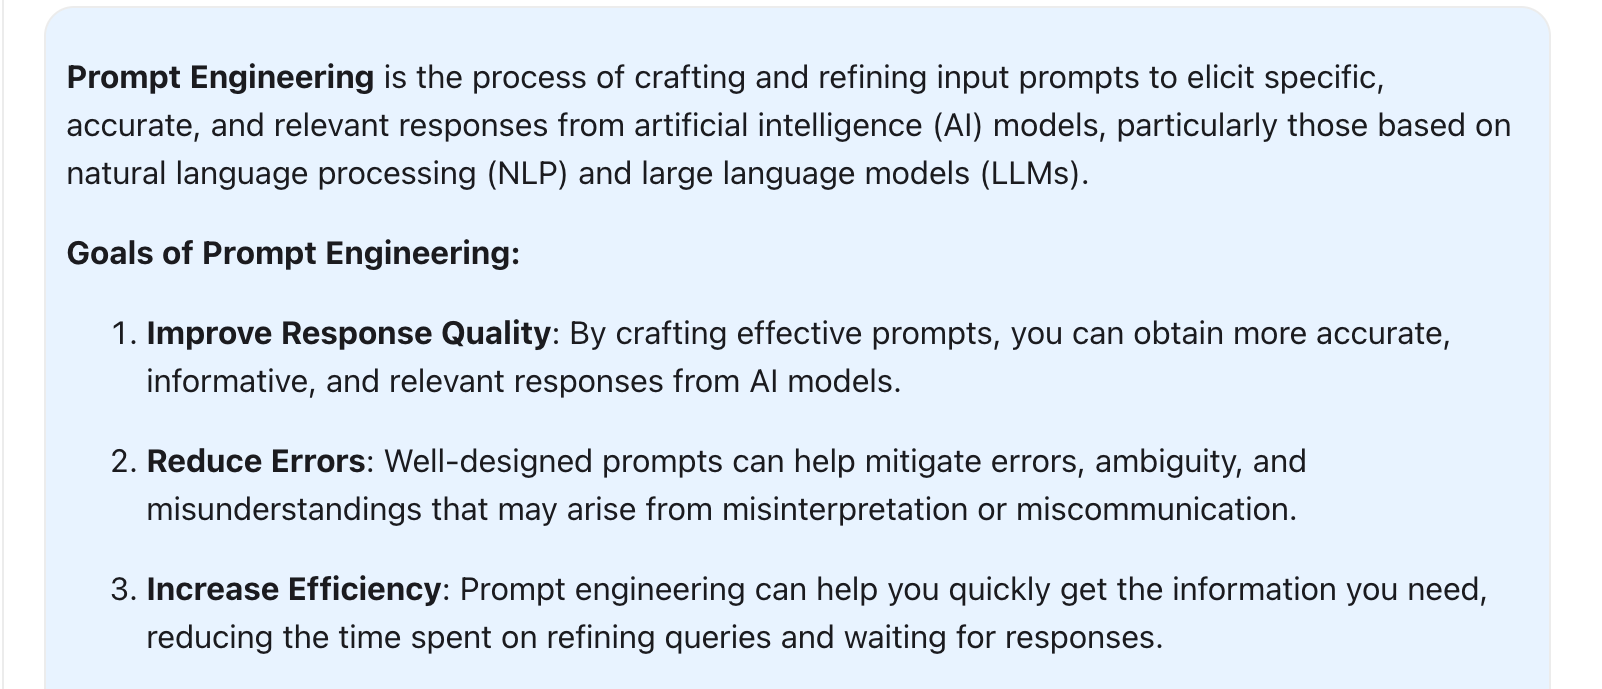 Prompt Engineering is the process of crafting and refining input prompts to elicit specific,
accurate, and relevant responses from artificial intelligence (AI) models, particularly those based on
natural language processing (NLP) and large language models (LLMs).
Goals of Prompt Engineering:
1. Improve Response Quality: By crafting effective prompts, you can obtain more accurate,
informative, and relevant responses from AI models.
2. Reduce Errors: Well-designed prompts can help mitigate errors, ambiguity, and
misunderstandings that may arise from misinterpretation or miscommunication.
3. Increase Efficiency: Prompt engineering can help you quickly get the information you need,
reducing the time spent on refining queries and waiting for responses.